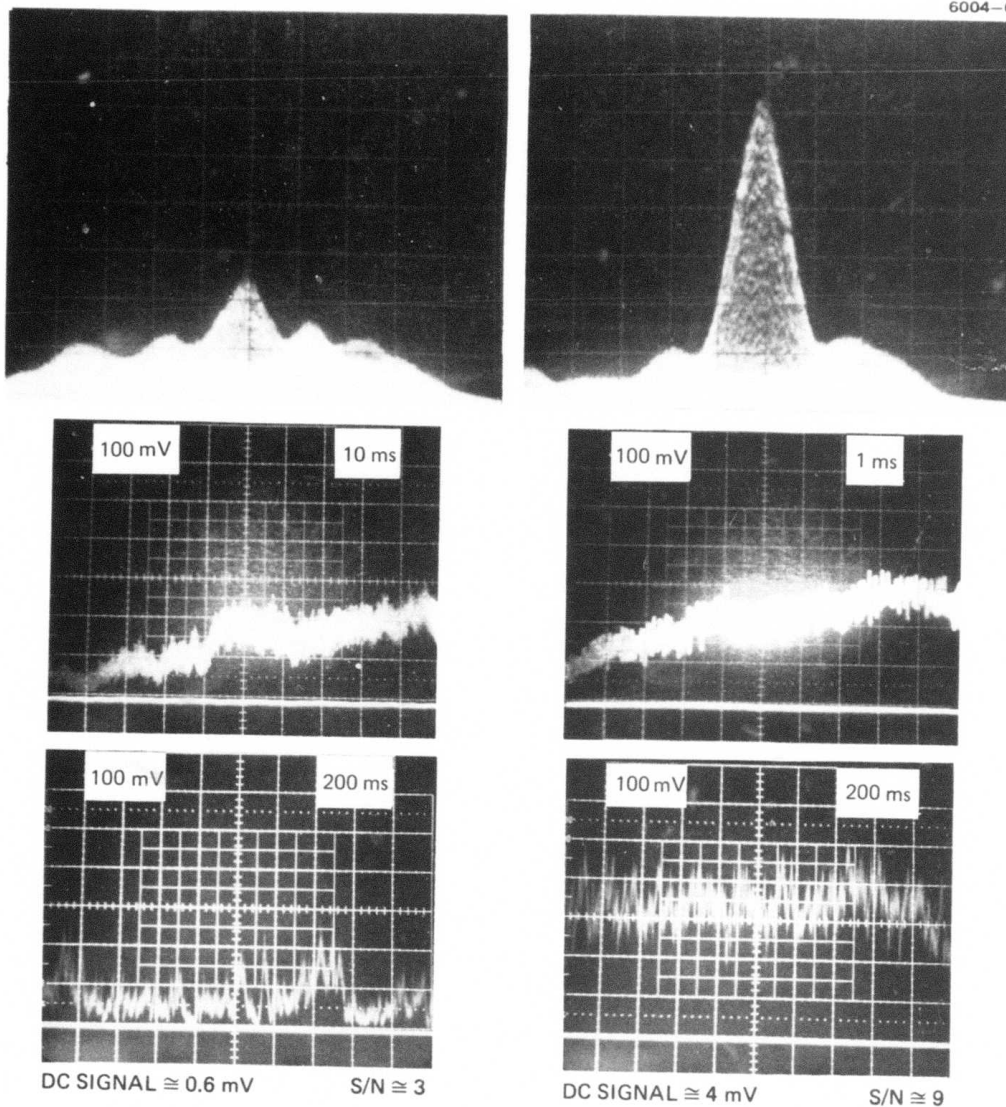 6004-
100 mV 10 ms
100 mV 1 ms
100 mV 200 ms
100 mV 200 ms
DC SIGNAL ≅ 0.6 mV S/N ≅ 3
DC SIGNAL ≅ 4 mV S/N ≅ 9